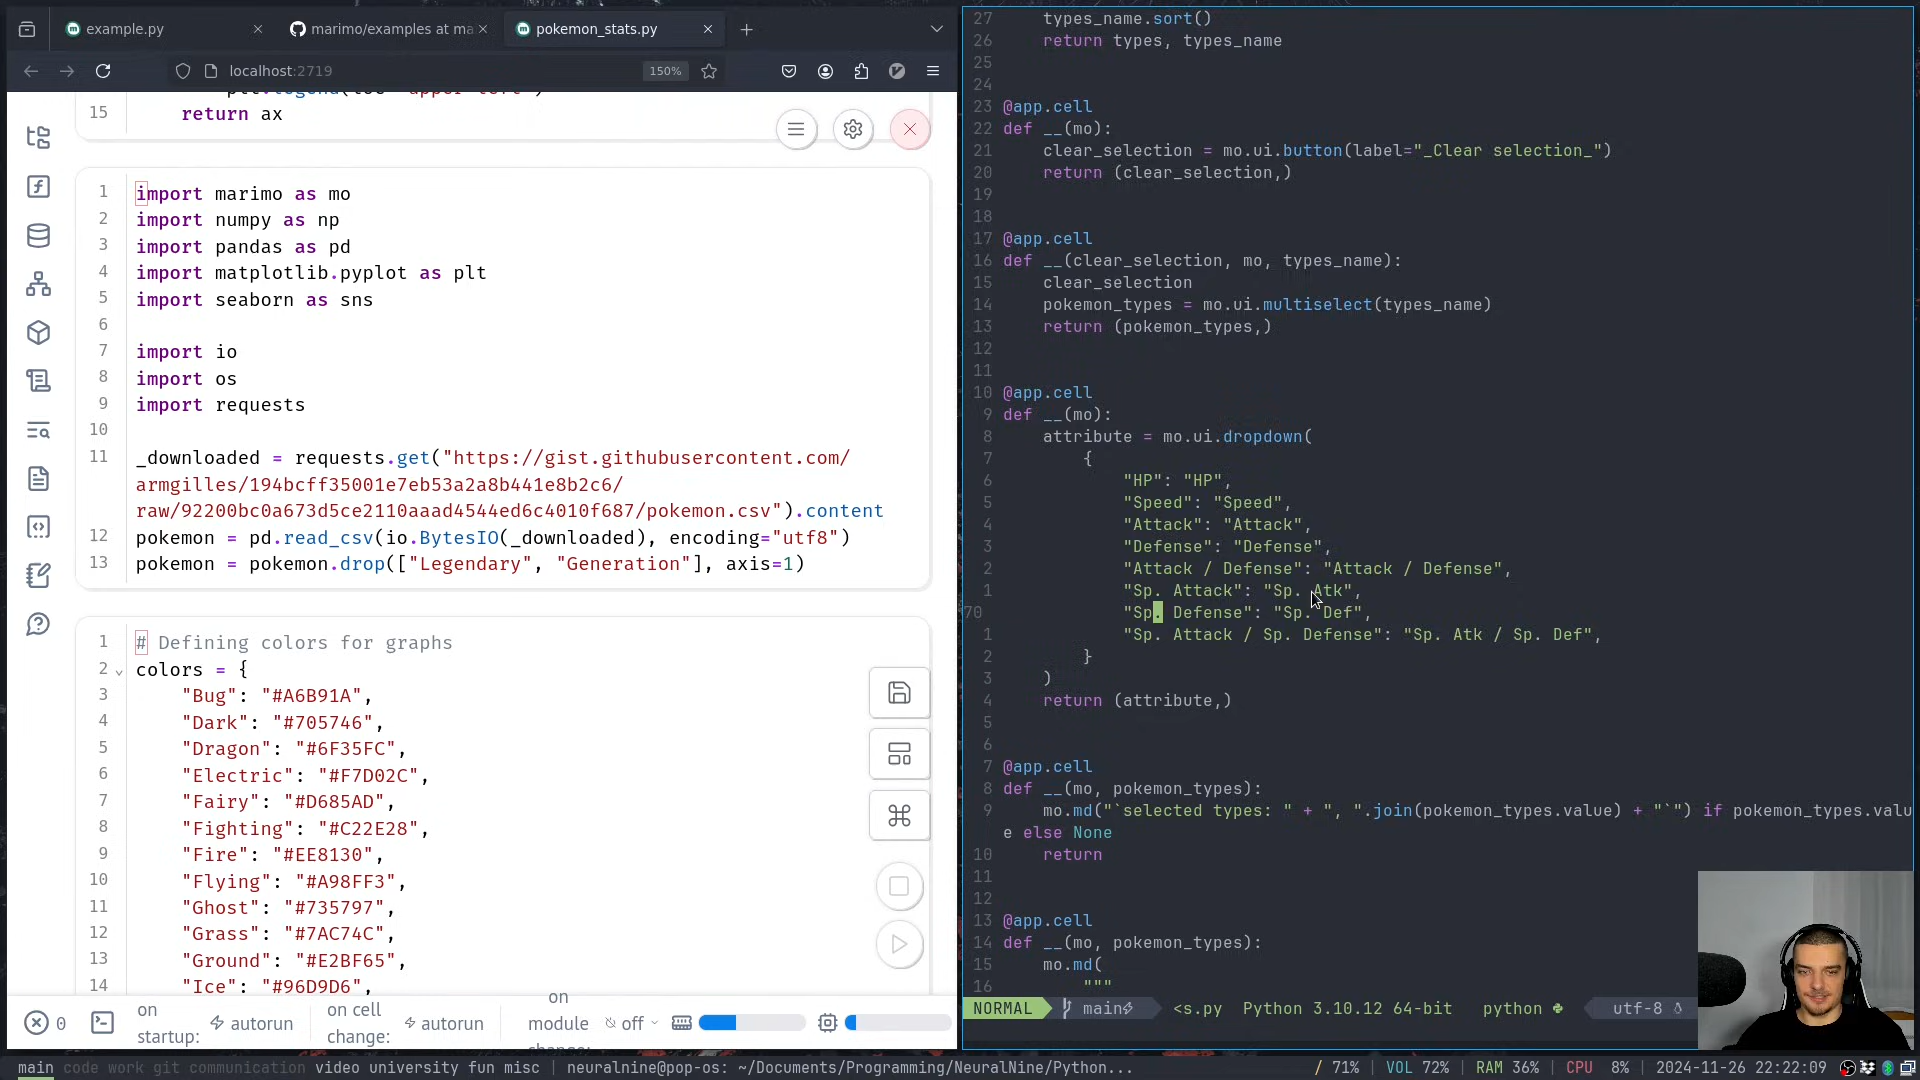 example.py
marimo/examples at ma
pokemon_stats.py
localhost:2719
150%
15 return ax
1 import marimo as mo
2 import numpy as np
3 import pandas as pd
4 import matplotlib.pyplot as plt
5 import seaborn as sns
6
7 import io
8 import os
9 import requests
10
11 _downloaded = requests.get("https://gist.githubusercontent.com/
armgilles/194bcff35001e7eb53a2a8b441e8b2c6/
raw/92200bc0a673d5ce2110aaad4544ed6c4010f687/pokemon.csv").content
12 pokemon = pd.read_csv(io.BytesIO(_downloaded), encoding="utf8")
13 pokemon = pokemon.drop(["Legendary", "Generation"], axis=1)
1 # Defining colors for graphs
2 colors = {
3 "Bug": "#A6B91A",
4 "Dark": "#705746",
5 "Dragon": "#6F35FC",
6 "Electric": "#F7D02C",
7 "Fairy": "#D685AD",
8 "Fighting": "#C22E28",
9 "Fire": "#EE8130",
10 "Flying": "#A98FF3",
11 "Ghost": "#735797",
12 "Grass": "#7AC74C",
13 "Ground": "#E2BF65",
14 "Ice": "#96D9D6",
0
on startup: autorun
on cell change: autorun
on module change: off
27 types_name.sort()
26 return types, types_name
25
24
23 @app.cell
22 def __(mo):
21 clear_selection = mo.ui.button(label="_Clear selection_")
20 return (clear_selection,)
19
18
17 @app.cell
16 def __(clear_selection, mo, types_name):
15 clear_selection
14 pokemon_types = mo.ui.multiselect(types_name)
13 return (pokemon_types,)
12
11
10 @app.cell
9 def __(mo):
8 attribute = mo.ui.dropdown(
7 {
6 "HP": "HP",
5 "Speed": "Speed",
4 "Attack": "Attack",
3 "Defense": "Defense",
2 "Attack / Defense": "Attack / Defense",
1 "Sp. Attack": "Sp. Atk",
70 "Sp. Defense": "Sp. Def",
1 "Sp. Attack / Sp. Defense": "Sp. Atk / Sp. Def",
2 }
3 )
4 return (attribute,)
5
6
7 @app.cell
8 def __(mo, pokemon_types):
9 mo.md("`selected types: " + ", ".join(pokemon_types.value) + "`") if pokemon_types.valu
e else None
10 return
11
12
13 @app.cell
14 def __(mo, pokemon_types):
15 mo.md(
16 """
NORMAL main <s.py Python 3.10.12 64-bit python utf-8
main code work git communication video university fun misc | neuralnine@pop-os: ~/Documents/Programming/NeuralNine/Python... / 71% | VOL 72% | RAM 36% | CPU 8% | 2024-11-26 22:22:09